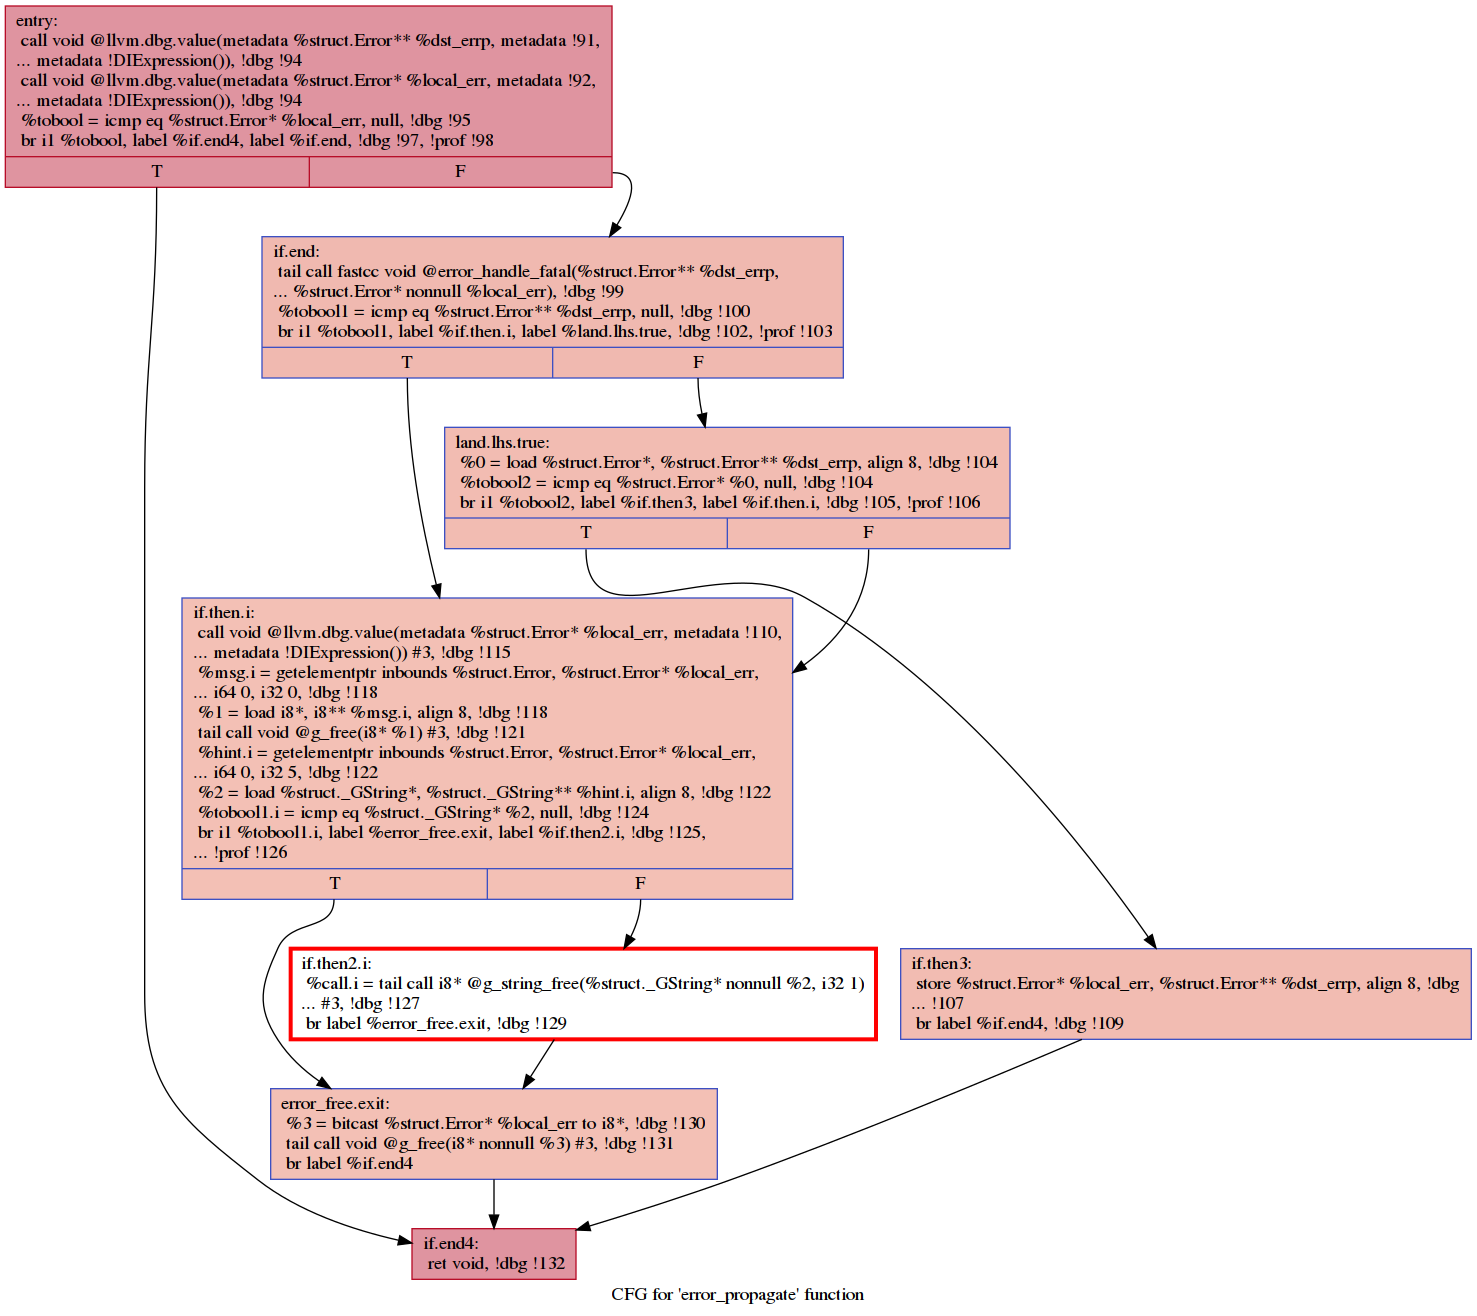 entry:
call void @llvm.dbg.value(metadata %struct.Error** %dst_errp, metadata !91,
... metadata !DIExpression()), !dbg !94
call void @llvm.dbg.value(metadata %struct.Error* %local_err, metadata !92,
... metadata !DIExpression()), !dbg !94
%tobool = icmp eq %struct.Error* %local_err, null, !dbg !95
br i1 %tobool, label %if.end4, label %if.end, !dbg !97, !prof !98
T F
if.end:
tail call fastcc void @error_handle_fatal(%struct.Error** %dst_errp,
... %struct.Error* nonnull %local_err), !dbg !99
%tobool1 = icmp eq %struct.Error** %dst_errp, null, !dbg !100
br i1 %tobool1, label %if.then.i, label %land.lhs.true, !dbg !102, !prof !103
T F
land.lhs.true:
%0 = load %struct.Error*, %struct.Error** %dst_errp, align 8, !dbg !104
%tobool2 = icmp eq %struct.Error* %0, null, !dbg !104
br i1 %tobool2, label %if.then3, label %if.then.i, !dbg !105, !prof !106
T F
if.then.i:
call void @llvm.dbg.value(metadata %struct.Error* %local_err, metadata !110,
... metadata !DIExpression()) #3, !dbg !115
%msg.i = getelementptr inbounds %struct.Error, %struct.Error* %local_err,
... i64 0, i32 0, !dbg !118
%1 = load i8*, i8** %msg.i, align 8, !dbg !118
tail call void @g_free(i8* %1) #3, !dbg !121
%hint.i = getelementptr inbounds %struct.Error, %struct.Error* %local_err,
... i64 0, i32 5, !dbg !122
%2 = load %struct._GString*, %struct._GString** %hint.i, align 8, !dbg !122
%tobool1.i = icmp eq %struct._GString* %2, null, !dbg !124
br i1 %tobool1.i, label %error_free.exit, label %if.then2.i, !dbg !125,
... !prof !126
T F
if.then2.i:
%call.i = tail call i8* @g_string_free(%struct._GString* nonnull %2, i32 1)
... #3, !dbg !127
br label %error_free.exit, !dbg !129
if.then3:
store %struct.Error* %local_err, %struct.Error** %dst_errp, align 8, !dbg
... !107
br label %if.end4, !dbg !109
error_free.exit:
%3 = bitcast %struct.Error* %local_err to i8*, !dbg !130
tail call void @g_free(i8* nonnull %3) #3, !dbg !131
br label %if.end4
if.end4:
ret void, !dbg !132
CFG for 'error_propagate' function